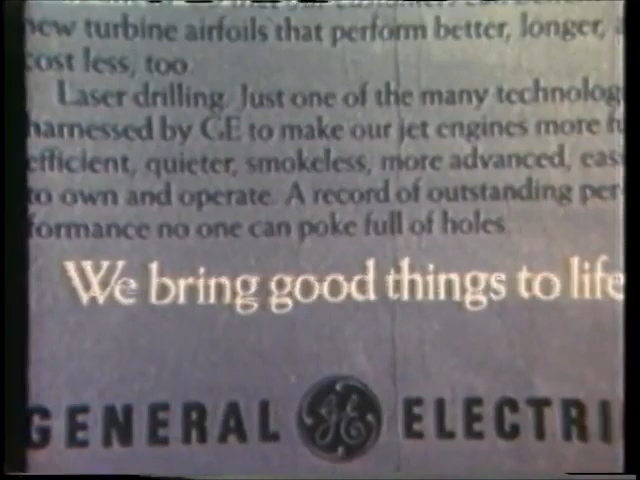 new turbine airfoils that perform better, longer,
cost less, too.
Laser drilling. Just one of the many technolog
harnessed by GE to make our jet engines more fu
efficient, quieter, smokeless, more advanced, eas
to own and operate. A record of outstanding per
formance no one can poke full of holes.
We bring good things to life
GENERAL GE ELECTRI